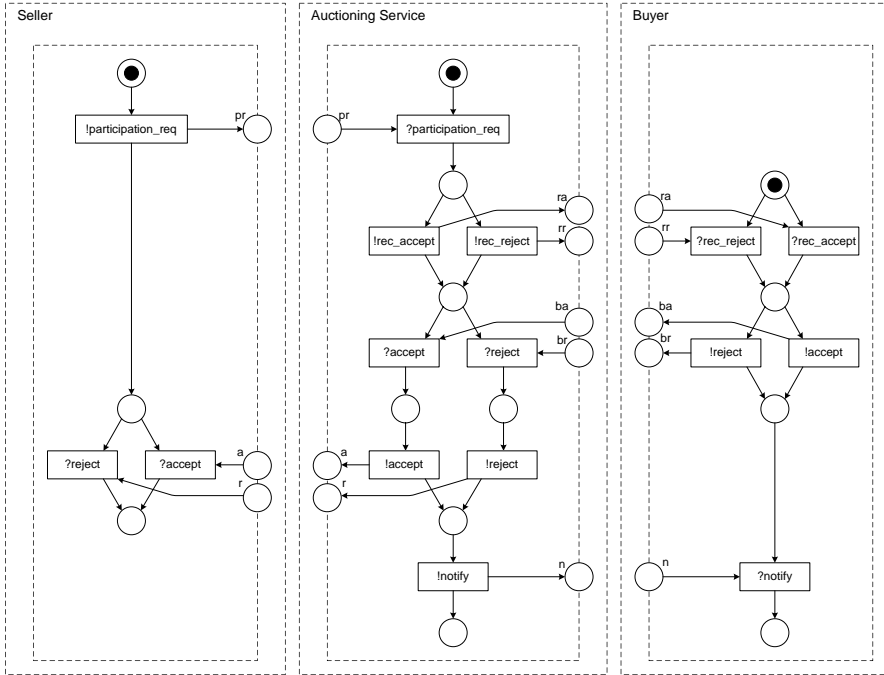 Seller
Auctioning Service
Buyer
pr
!participation_req
pr
?participation_req
ra
!rec_accept
!rec_reject
rr
ra
rr
?rec_reject
?rec_accept
ba
?accept
?reject
br
ba
br
!reject
!accept
?reject
?accept
a
r
a
!accept
!reject
r
!notify
n
n
?notify